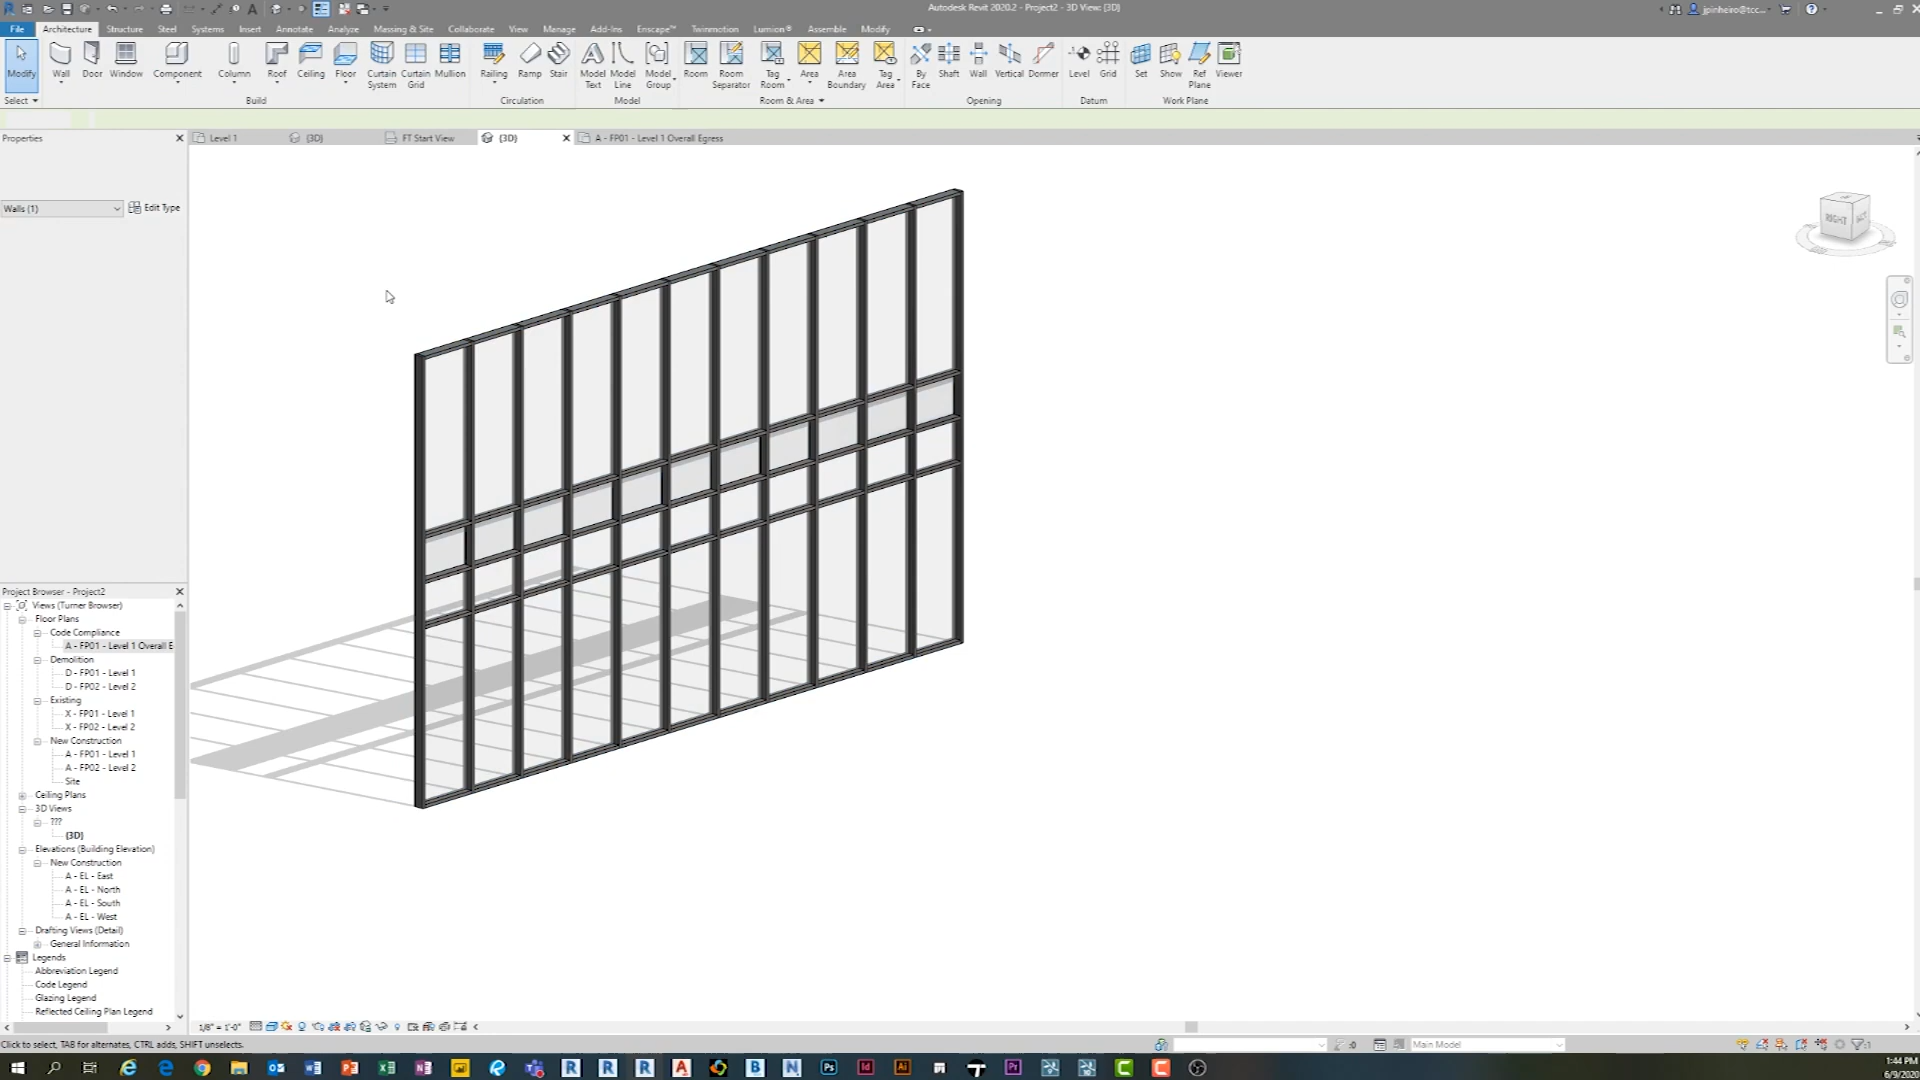 Autodesk Revit 2020.2 - Project2 - 3D View: {3D}
jpinheiro@tcc...
File Architecture Structure Steel Systems Insert Annotate Analyze Massing & Site Collaborate View Manage Add-Ins Enscape™ Twinmotion Lumion® Assemble Modify
Modify Wall Door Window Component Column Roof Ceiling Floor Curtain System Curtain Grid Mullion Railing Ramp Stair Model Text Model Line Model Group Room Room Separator Tag Room Area Area Boundary Tag Area By Face Shaft Wall Vertical Dormer Level Grid Set Show Ref Plane Viewer
Select Build Circulation Model Room & Area Opening Datum Work Plane
Properties
Level 1 {3D} FT Start View {3D} A - FP01 - Level 1 Overall Egress
Walls (1) Edit Type
RIGHT
Project Browser - Project2
Views (Turner Browser)
Floor Plans
Code Compliance
A - FP01 - Level 1 Overall E
Demolition
D - FP01 - Level 1
D - FP02 - Level 2
Existing
X - FP01 - Level 1
X - FP02 - Level 2
New Construction
A - FP01 - Level 1
A - FP02 - Level 2
Site
Ceiling Plans
3D Views
???
{3D}
Elevations (Building Elevation)
New Construction
A - EL - East
A - EL - North
A - EL - South
A - EL - West
Drafting Views (Detail)
General Information
Legends
Abbreviation Legend
Code Legend
Glazing Legend
Reflected Ceiling Plan Legend
1/8" = 1'-0"
Click to select, TAB for alternates, CTRL adds, SHIFT unselects.
:0
Main Model
:1
1:44 PM
6/9/2020